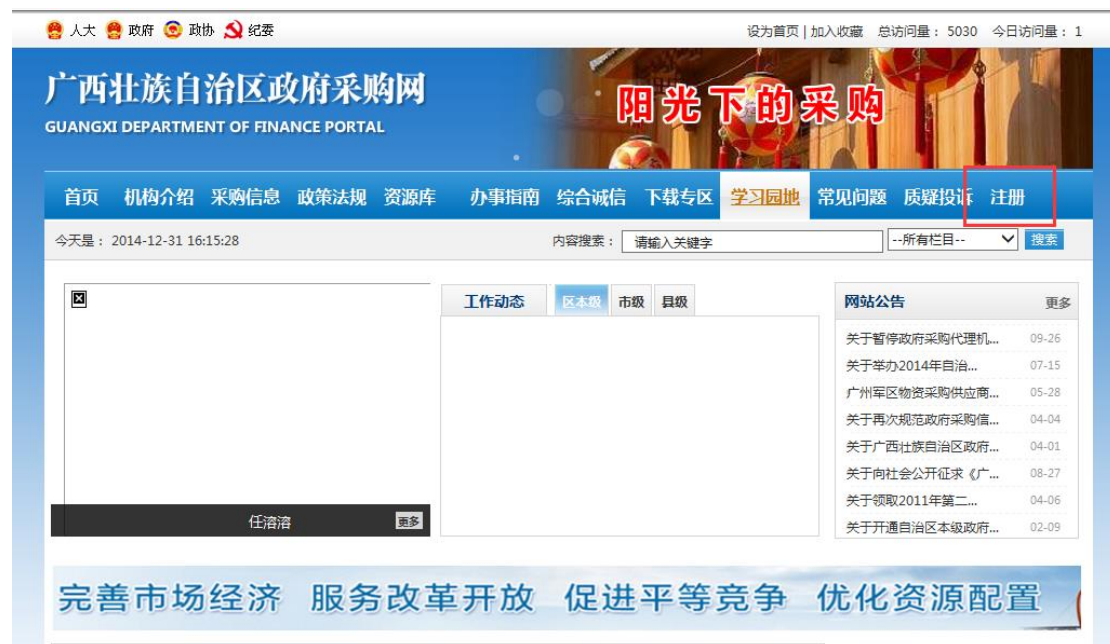 人大 政府 政协 纪委
设为首页 | 加入收藏 总访问量： 5030 今日访问量： 1
广西壮族自治区政府采购网
GUANGXI DEPARTMENT OF FINANCE PORTAL
阳光下的采购
首页 机构介绍 采购信息 政策法规 资源库 办事指南 综合诚信 下载专区 学习园地 常见问题 质疑投诉 注册
今天是： 2014-12-31 16:15:28 内容搜素： 请输入关键字 --所有栏目-- 搜索
工作动态 区本级 市级 县级
网站公告 更多
关于暂停政府采购代理机... 09-26
关于举办2014年自治... 07-15
广州军区物资采购供应商... 05-28
关于再次规范政府采购信... 04-04
关于广西壮族自治区政府... 04-01
关于向社会公开征求《广... 08-27
关于领取2011年第二... 04-06
关于开通自治区本级政府... 02-09
任溶溶 更多
完善市场经济 服务改革开放 促进平等竞争 优化资源配置